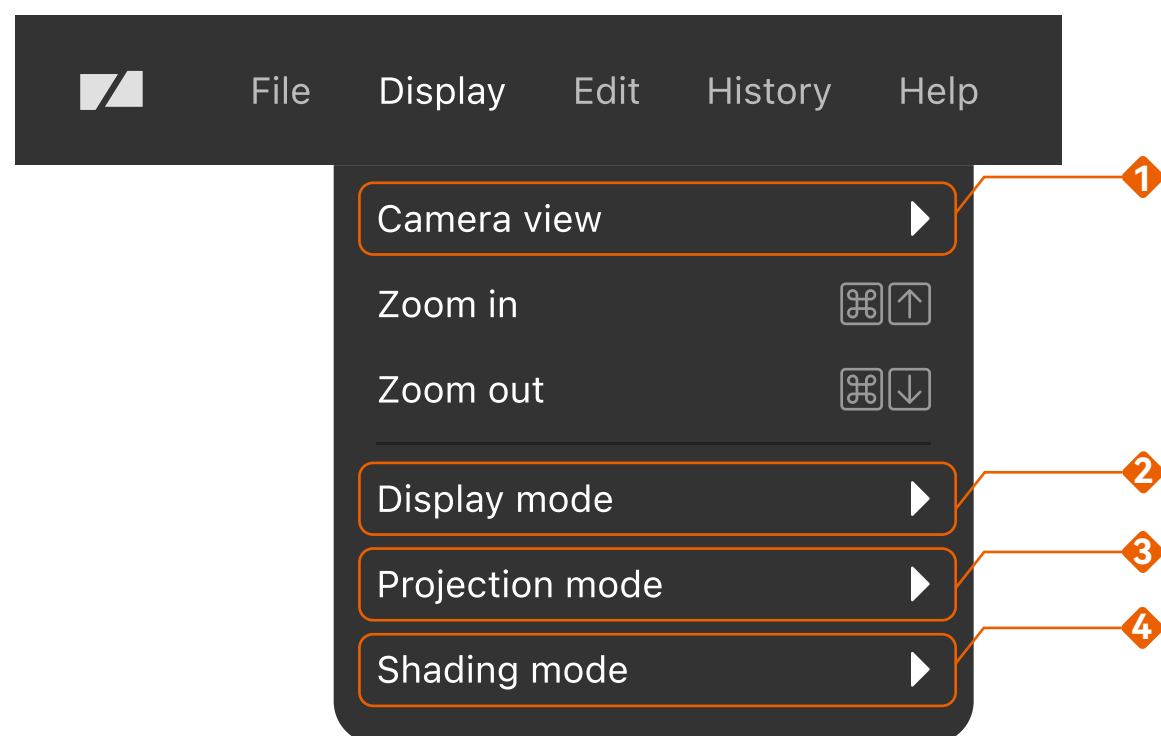 File Display Edit History Help
1
Camera view
Zoom in ⌘ ↑
Zoom out ⌘ ↓
Display mode 2
Projection mode 3
Shading mode 4